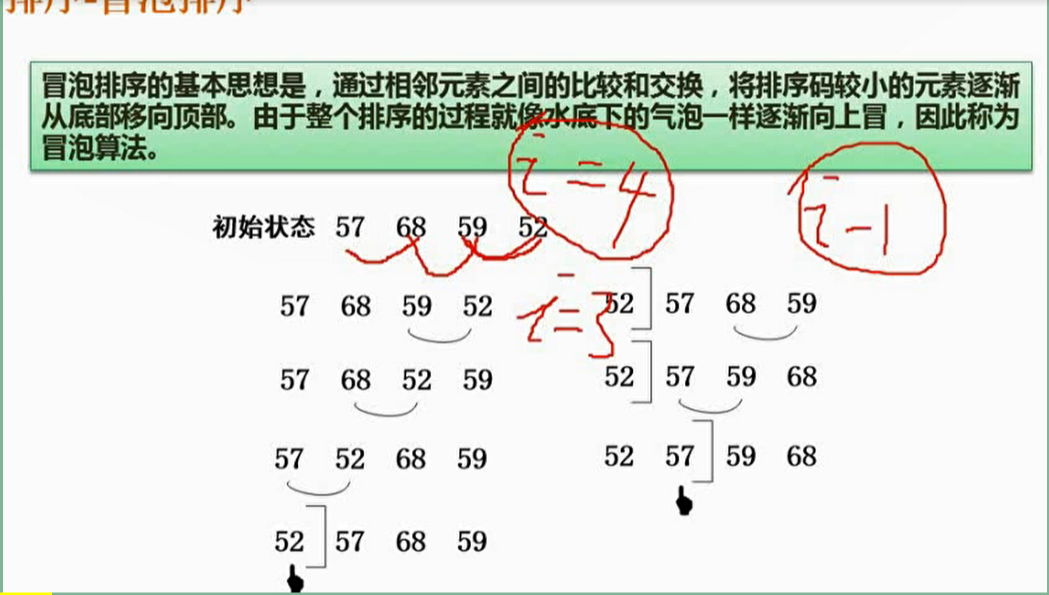 排序-冒泡排序
冒泡排序的基本思想是，通过相邻元素之间的比较和交换，将排序码较小的元素逐渐
从底部移向顶部。由于整个排序的过程就像水底下的气泡一样逐渐向上冒，因此称为
冒泡算法。
i=4
i-1
初始状态 57 68 59 52
i=3
57 68 59 52
52] 57 68 59
57 68 52 59
52] 57 59 68
57 52 68 59
52 57] 59 68
52] 57 68 59